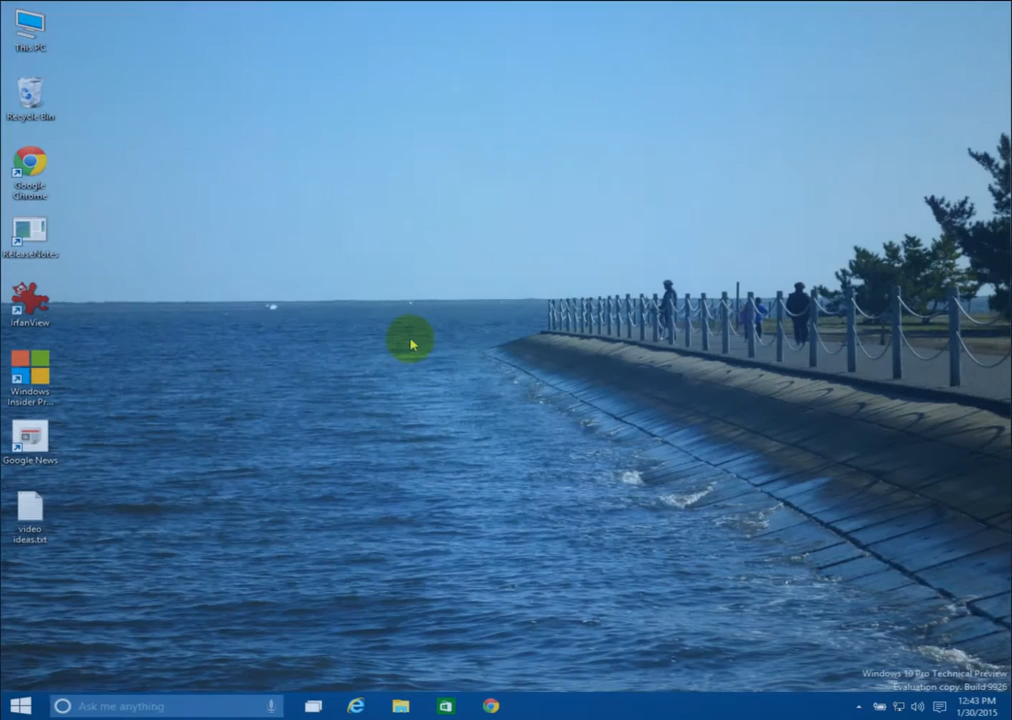 This PC
Recycle Bin
Google
Chrome
ReleaseNotes
IrfanView
Windows
Insider Pr...
Google News
video
ideas.txt
Windows 10 Pro Technical Preview
Evaluation copy. Build 9926
Ask me anything
12:43 PM
1/30/2015